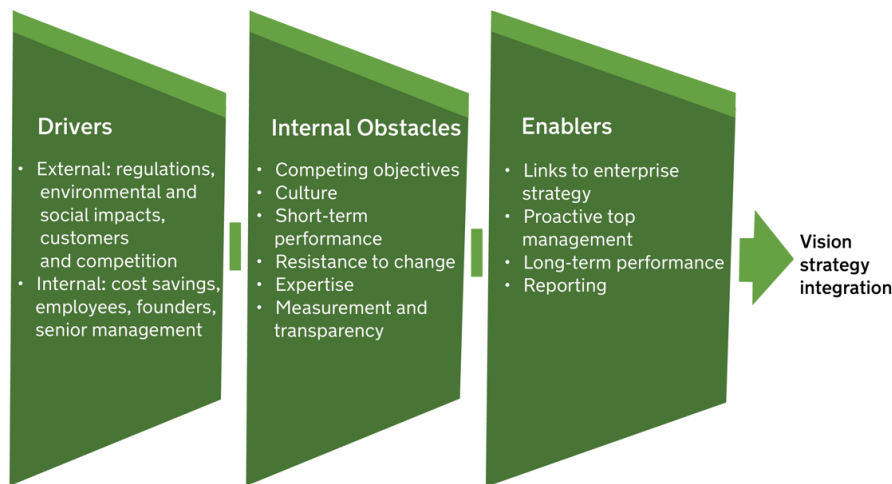 Drivers
• External: regulations,
environmental and
social impacts,
customers
and competition
• Internal: cost savings,
employees, founders,
senior management
Internal Obstacles
• Competing objectives
• Culture
• Short-term
performance
• Resistance to change
• Expertise
• Measurement and
transparency
Enablers
• Links to enterprise
strategy
• Proactive top
management
• Long-term performance
• Reporting
Vision
strategy
integration